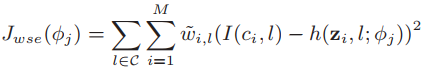 J_{wse}(\phi_j) = \sum_{l \in \mathcal{C}} \sum_{i=1}^{M} \tilde{w}_{i,l} (I(c_i, l) - h(\mathbf{z}_i, l; \phi_j))^2